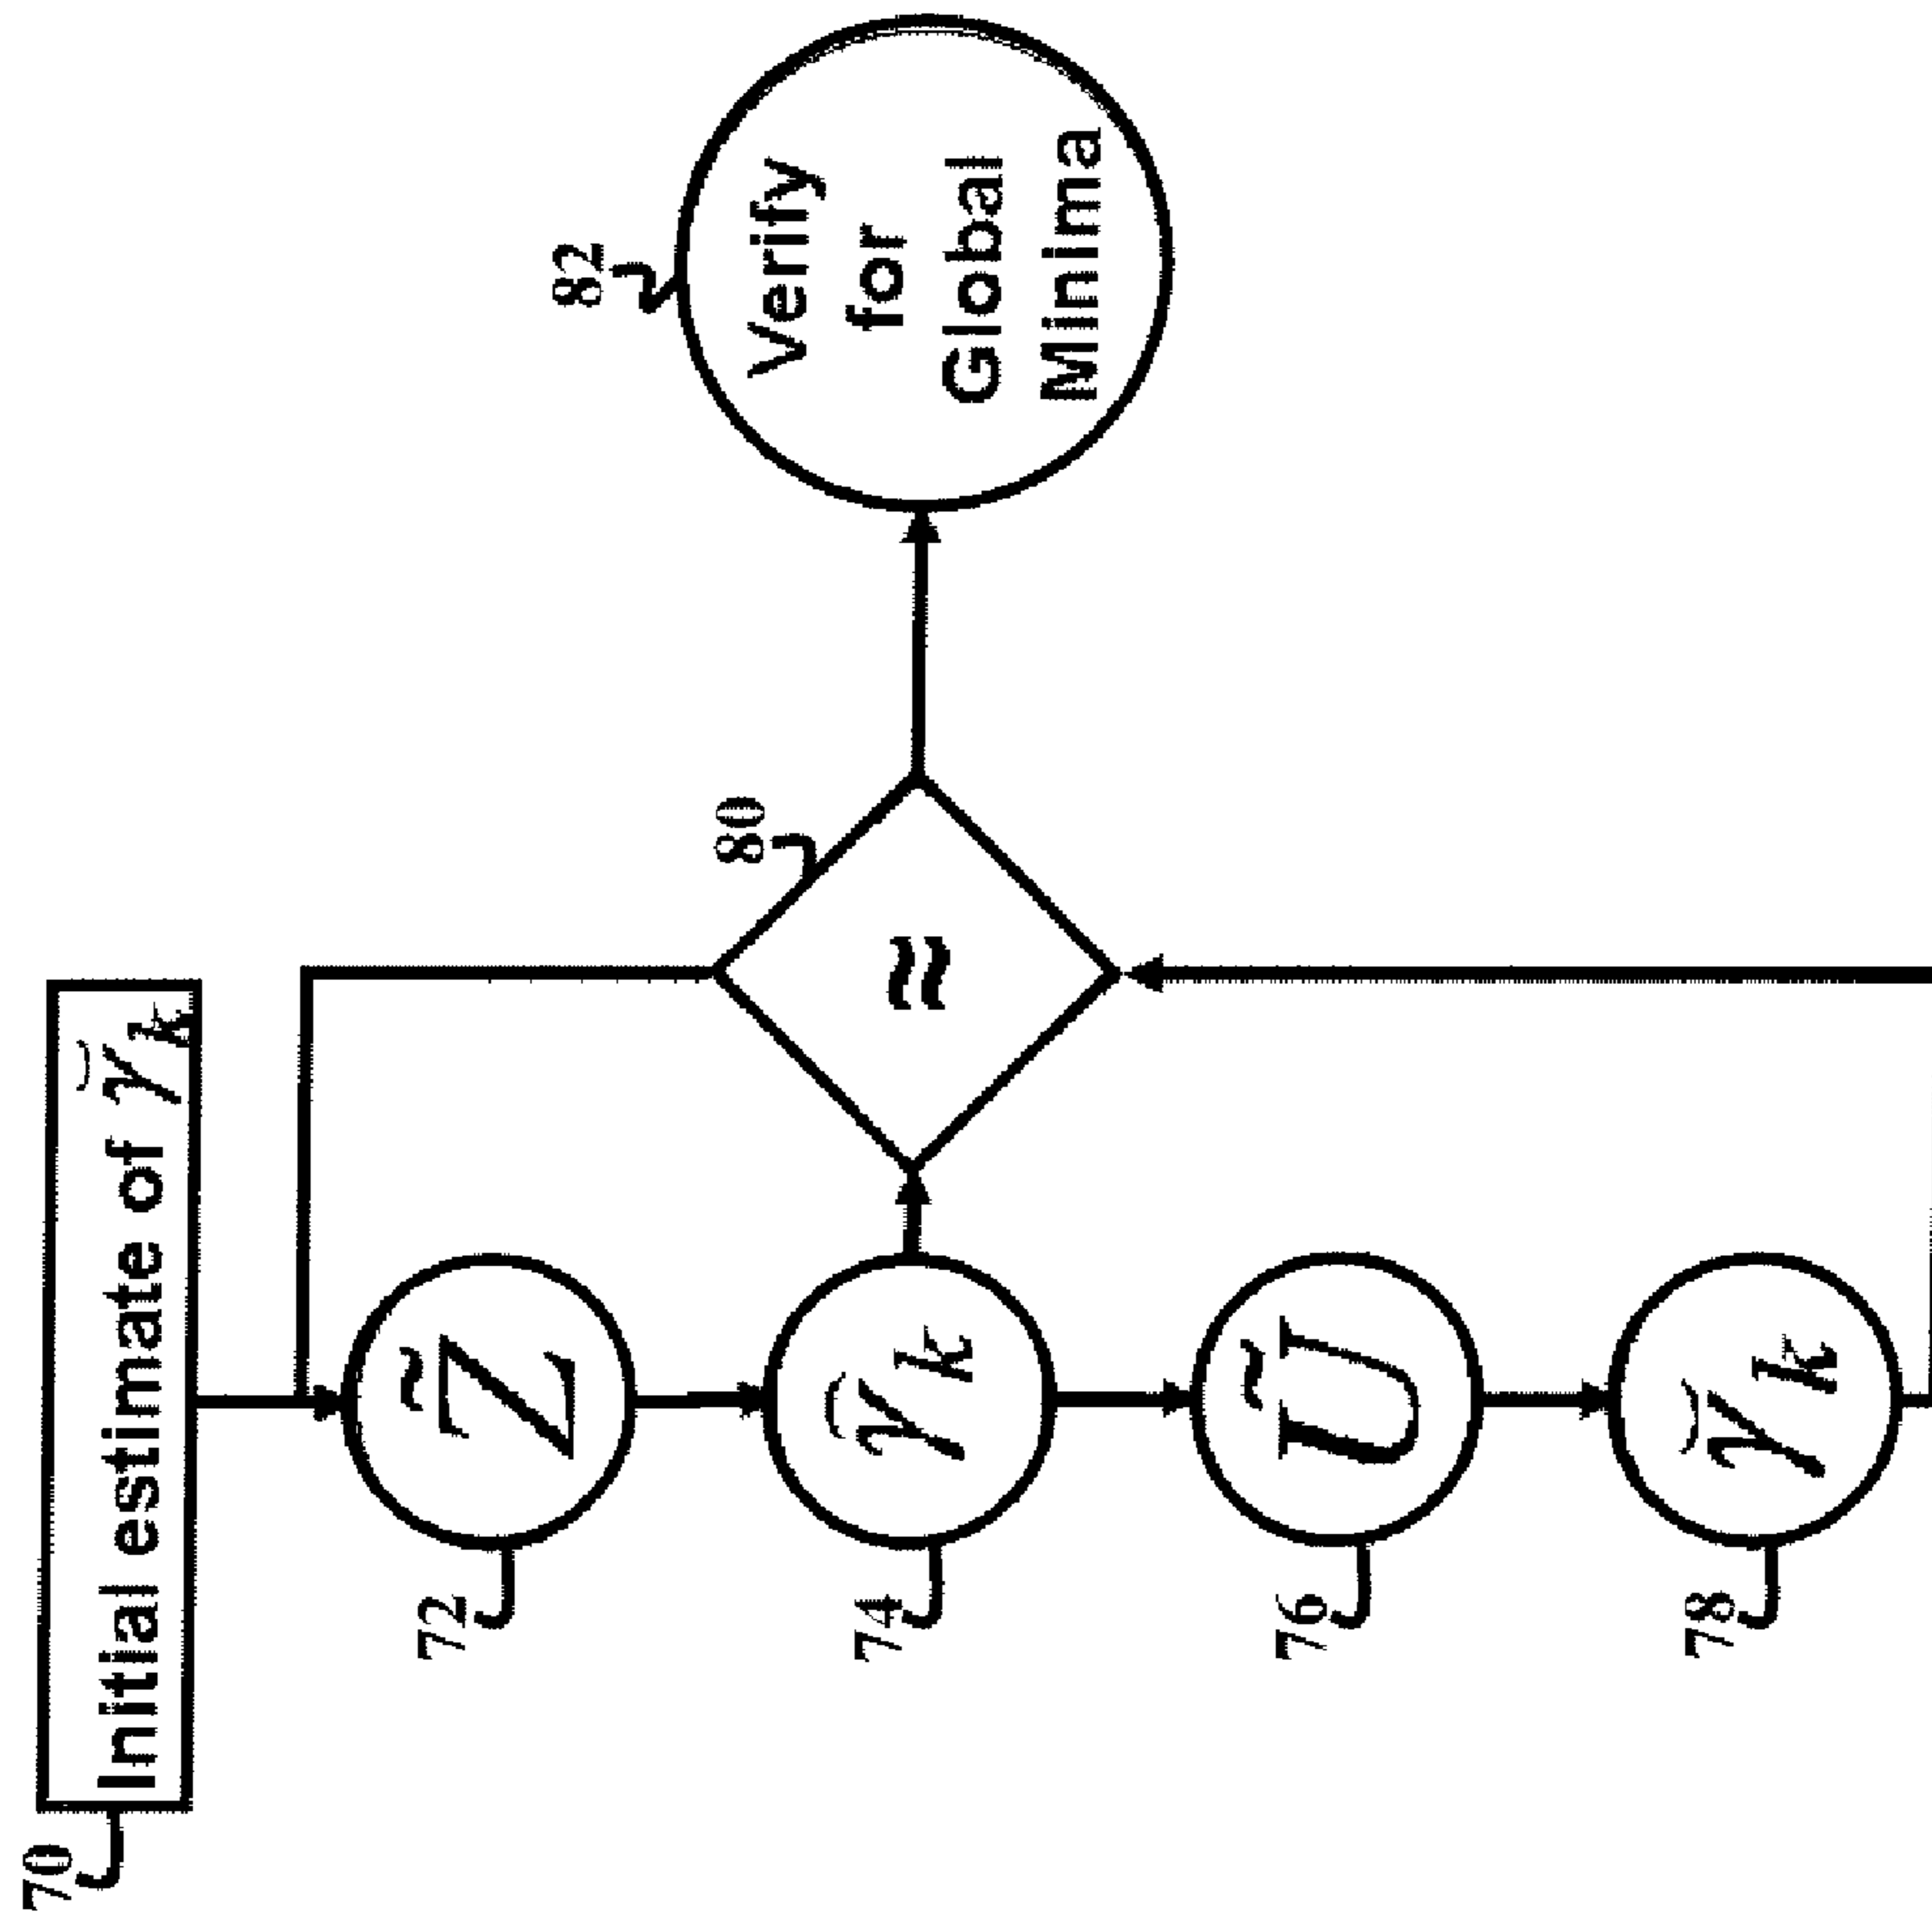 70
Initial estimate of γ̆ₖ
72
Z̃
74
γ̑ₖ
76
Ũ
78
γ̆ₖ
80
≈
82
Verify
for
Global
Minima